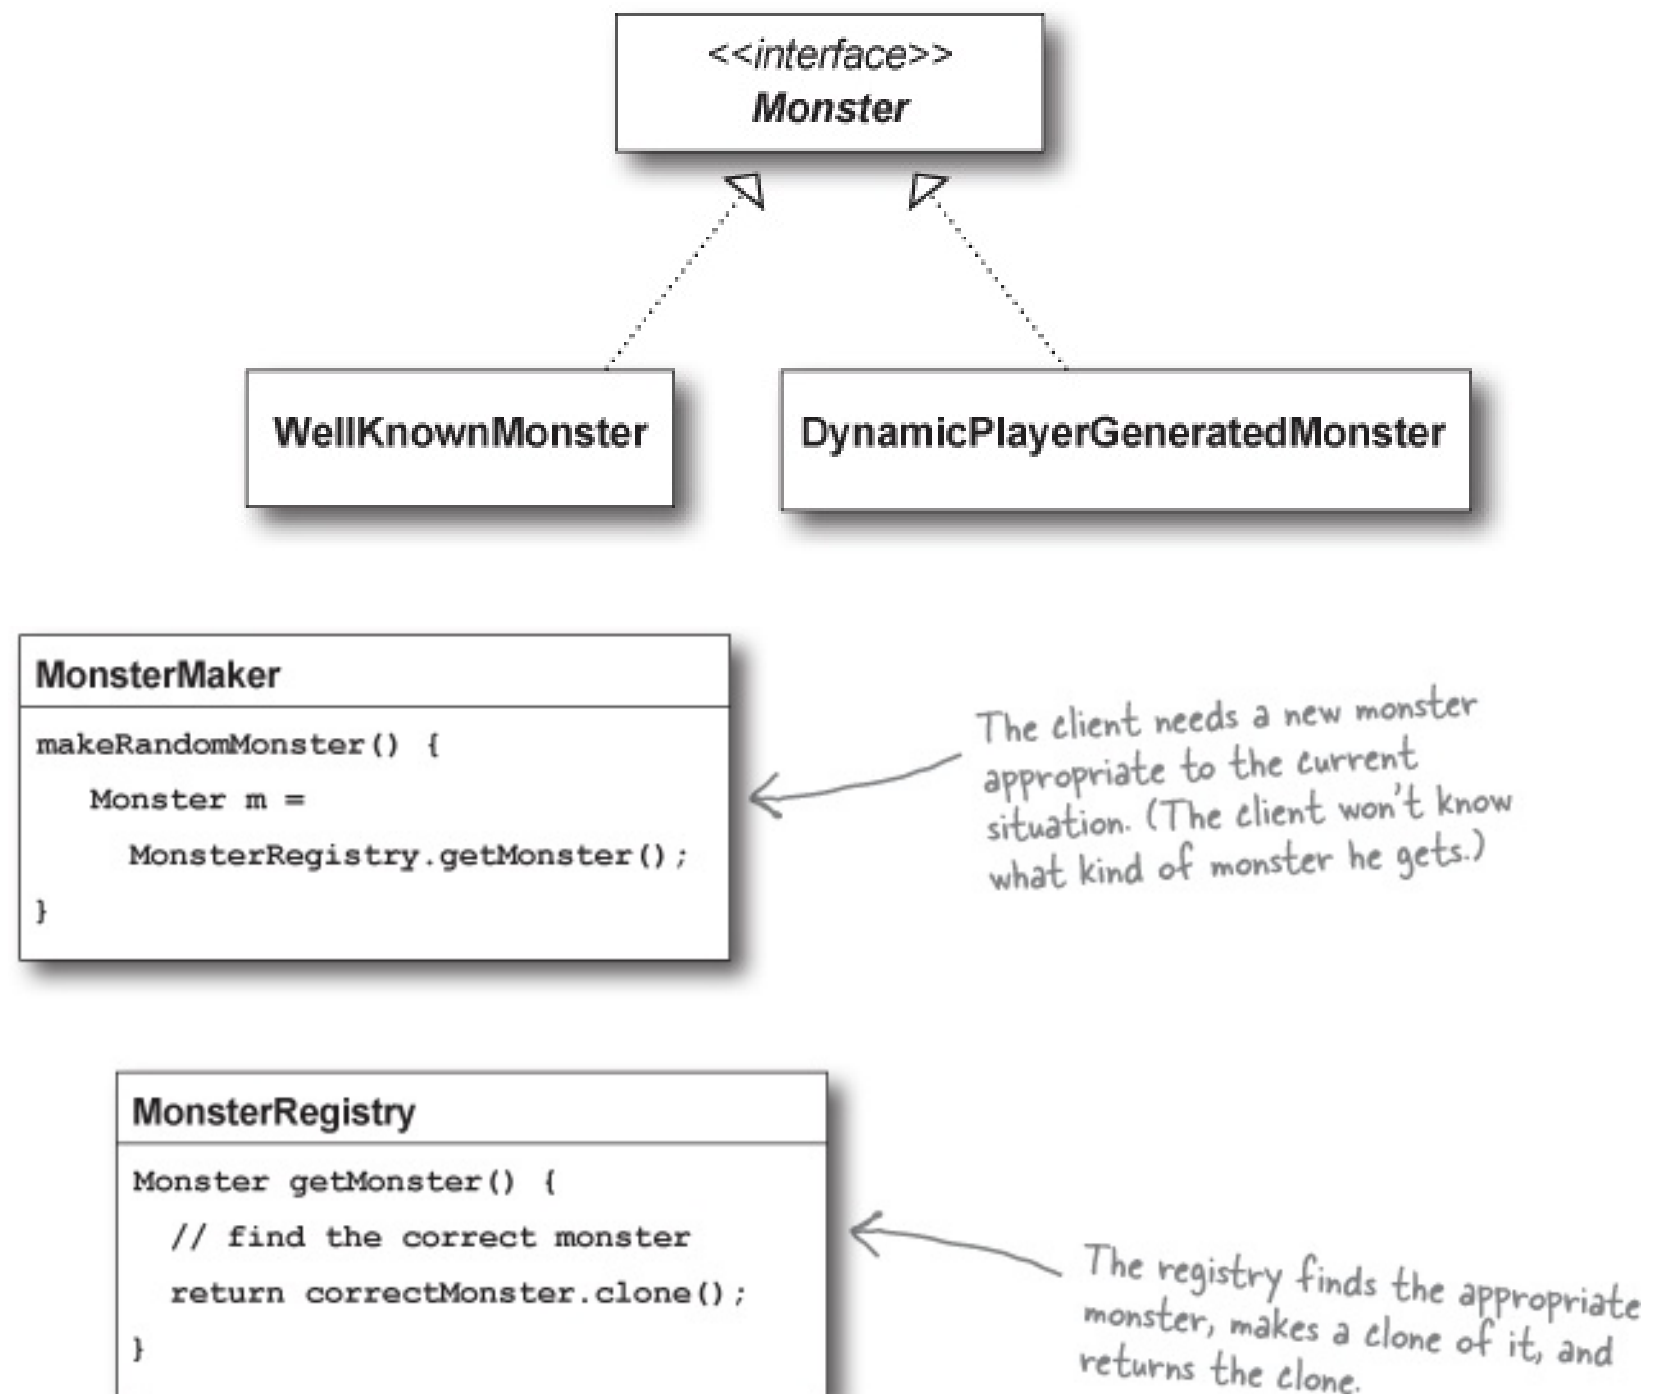 <<interface>>
Monster
WellKnownMonster
DynamicPlayerGeneratedMonster
MonsterMaker
makeRandomMonster() {
Monster m =
MonsterRegistry.getMonster();
}
The client needs a new monster
appropriate to the current
situation. (The client won't know
what kind of monster he gets.)
MonsterRegistry
Monster getMonster() {
// find the correct monster
return correctMonster.clone();
}
The registry finds the appropriate
monster, makes a clone of it, and
returns the clone.